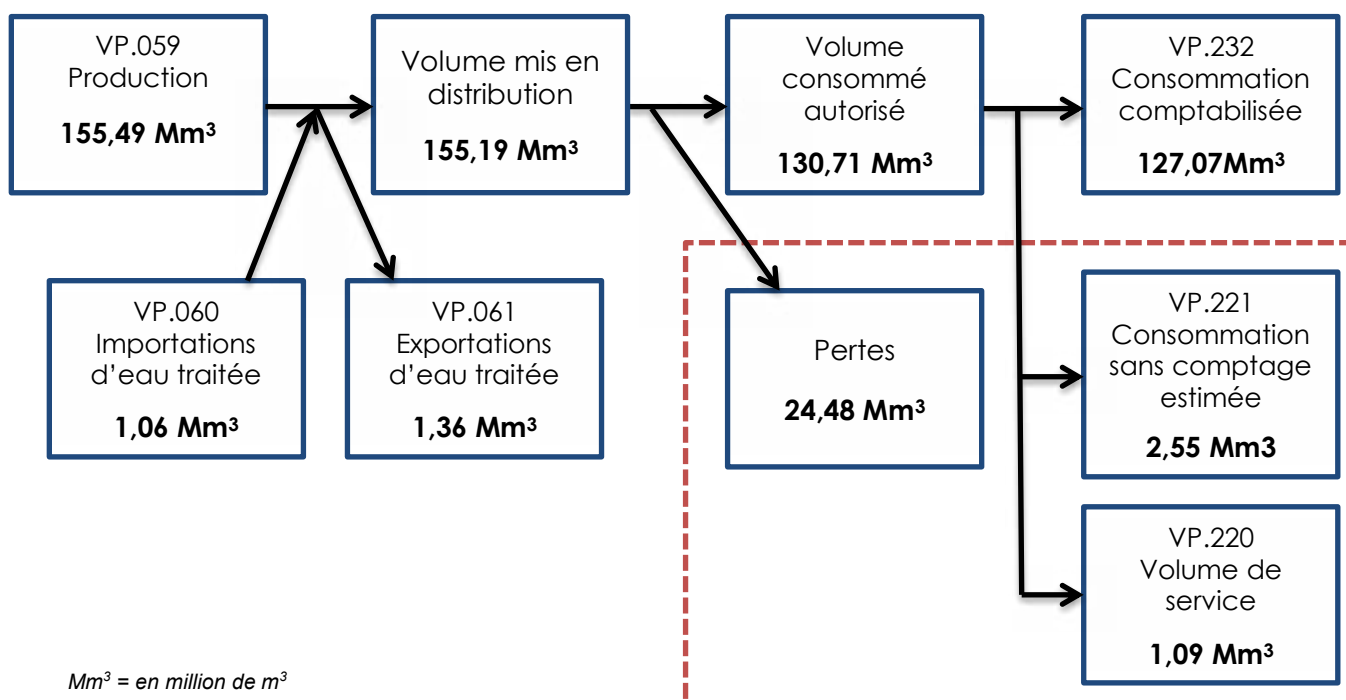 VP.059
Production
155,49 Mm³
Volume mis en
distribution
155,19 Mm³
Volume
consommé
autorisé
130,71 Mm³
VP.232
Consommation
comptabilisée
127,07Mm³
VP.060
Importations
d'eau traitée
1,06 Mm³
VP.061
Exportations
d'eau traitée
1,36 Mm³
Pertes
24,48 Mm³
VP.221
Consommation
sans comptage
estimée
2,55 Mm3
VP.220
Volume de
service
1,09 Mm³
Mm³ = en million de m³